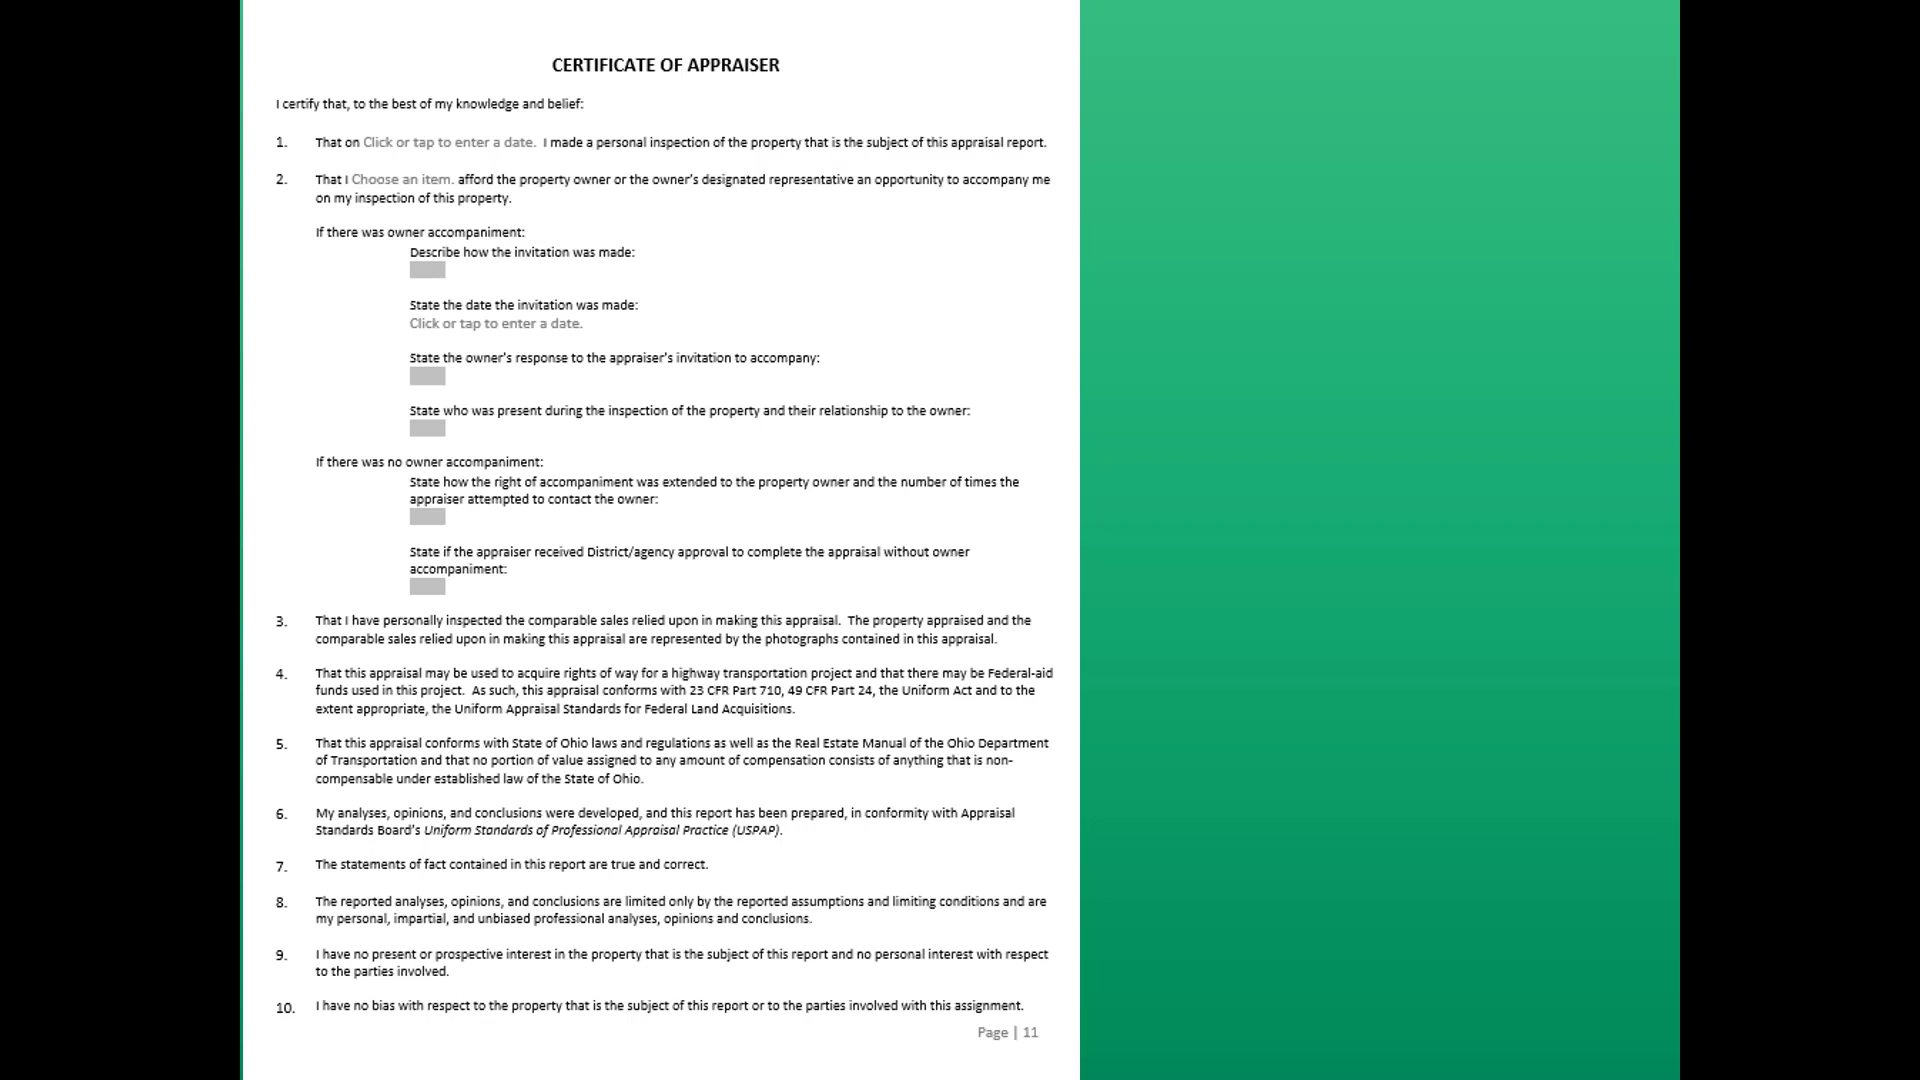 CERTIFICATE OF APPRAISER
I certify that, to the best of my knowledge and belief:
1. That on Click or tap to enter a date. I made a personal inspection of the property that is the subject of this appraisal report.
2. That I Choose an item. afford the property owner or the owner's designated representative an opportunity to accompany me
on my inspection of this property.
If there was owner accompaniment:
Describe how the invitation was made:
State the date the invitation was made:
Click or tap to enter a date.
State the owner's response to the appraiser's invitation to accompany:
State who was present during the inspection of the property and their relationship to the owner:
If there was no owner accompaniment:
State how the right of accompaniment was extended to the property owner and the number of times the
appraiser attempted to contact the owner:
State if the appraiser received District/agency approval to complete the appraisal without owner
accompaniment:
3. That I have personally inspected the comparable sales relied upon in making this appraisal. The property appraised and the
comparable sales relied upon in making this appraisal are represented by the photographs contained in this appraisal.
4. That this appraisal may be used to acquire rights of way for a highway transportation project and that there may be Federal-aid
funds used in this project. As such, this appraisal conforms with 23 CFR Part 710, 49 CFR Part 24, the Uniform Act and to the
extent appropriate, the Uniform Appraisal Standards for Federal Land Acquisitions.
5. That this appraisal conforms with State of Ohio laws and regulations as well as the Real Estate Manual of the Ohio Department
of Transportation and that no portion of value assigned to any amount of compensation consists of anything that is non-
compensable under established law of the State of Ohio.
6. My analyses, opinions, and conclusions were developed, and this report has been prepared, in conformity with Appraisal
Standards Board's Uniform Standards of Professional Appraisal Practice (USPAP).
7. The statements of fact contained in this report are true and correct.
8. The reported analyses, opinions, and conclusions are limited only by the reported assumptions and limiting conditions and are
my personal, impartial, and unbiased professional analyses, opinions and conclusions.
9. I have no present or prospective interest in the property that is the subject of this report and no personal interest with respect
to the parties involved.
10. I have no bias with respect to the property that is the subject of this report or to the parties involved with this assignment.
Page | 11